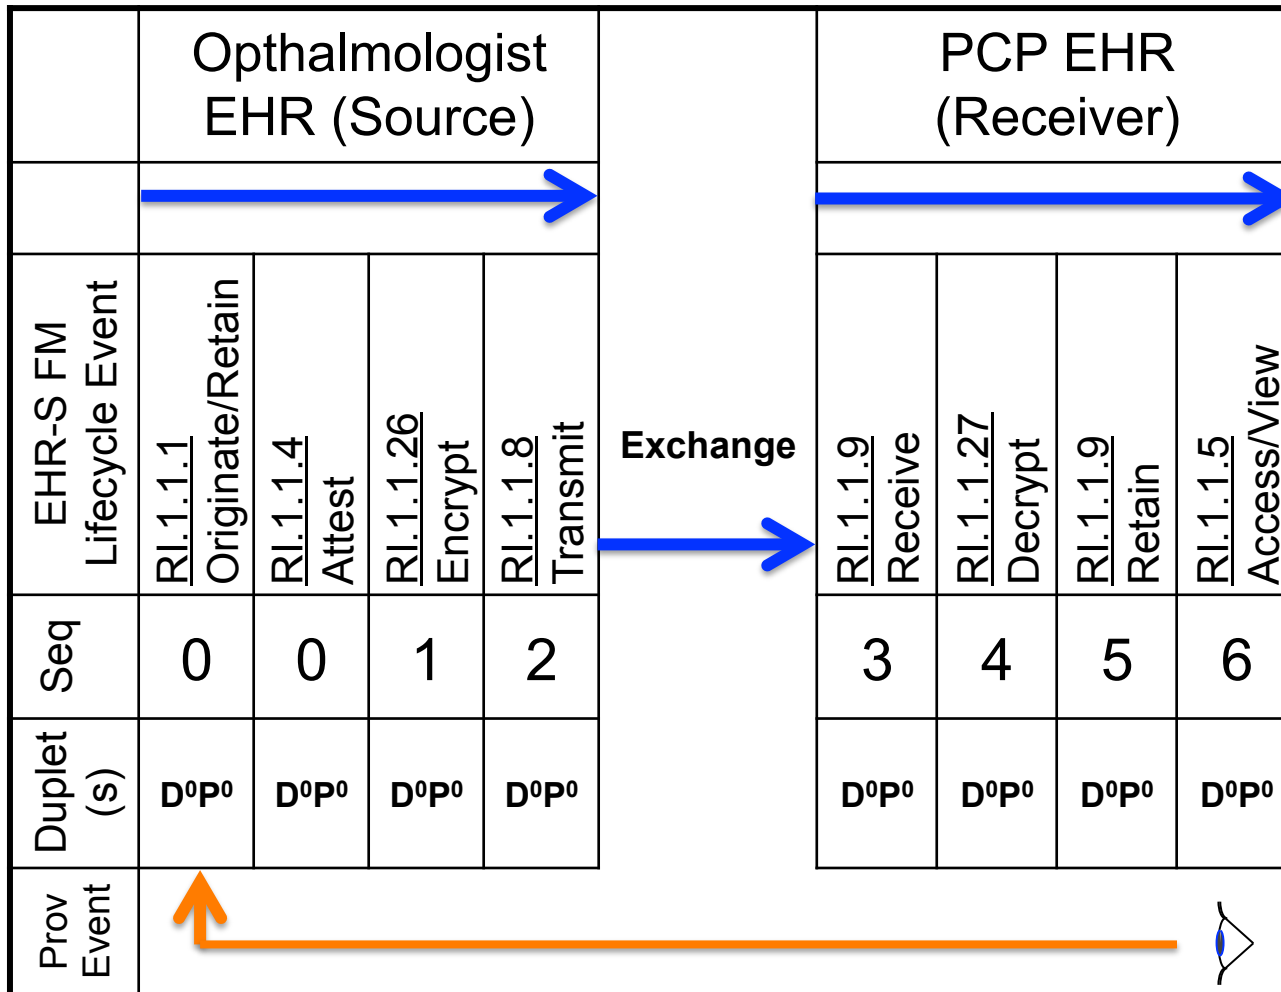 Opthalmologist
EHR (Source)
PCP EHR
(Receiver)
EHR-S FM
Lifecycle Event
RI.1.1.1
Originate/Retain
RI.1.1.4
Attest
RI.1.1.26
Encrypt
RI.1.1.8
Transmit
Exchange
RI.1.1.9
Receive
RI.1.1.27
Decrypt
RI.1.1.9
Retain
RI.1.1.5
Access/View
Seq
0
0
1
2
3
4
5
6
Duplet
(s)
D⁰P⁰
D⁰P⁰
D⁰P⁰
D⁰P⁰
D⁰P⁰
D⁰P⁰
D⁰P⁰
D⁰P⁰
Prov
Event